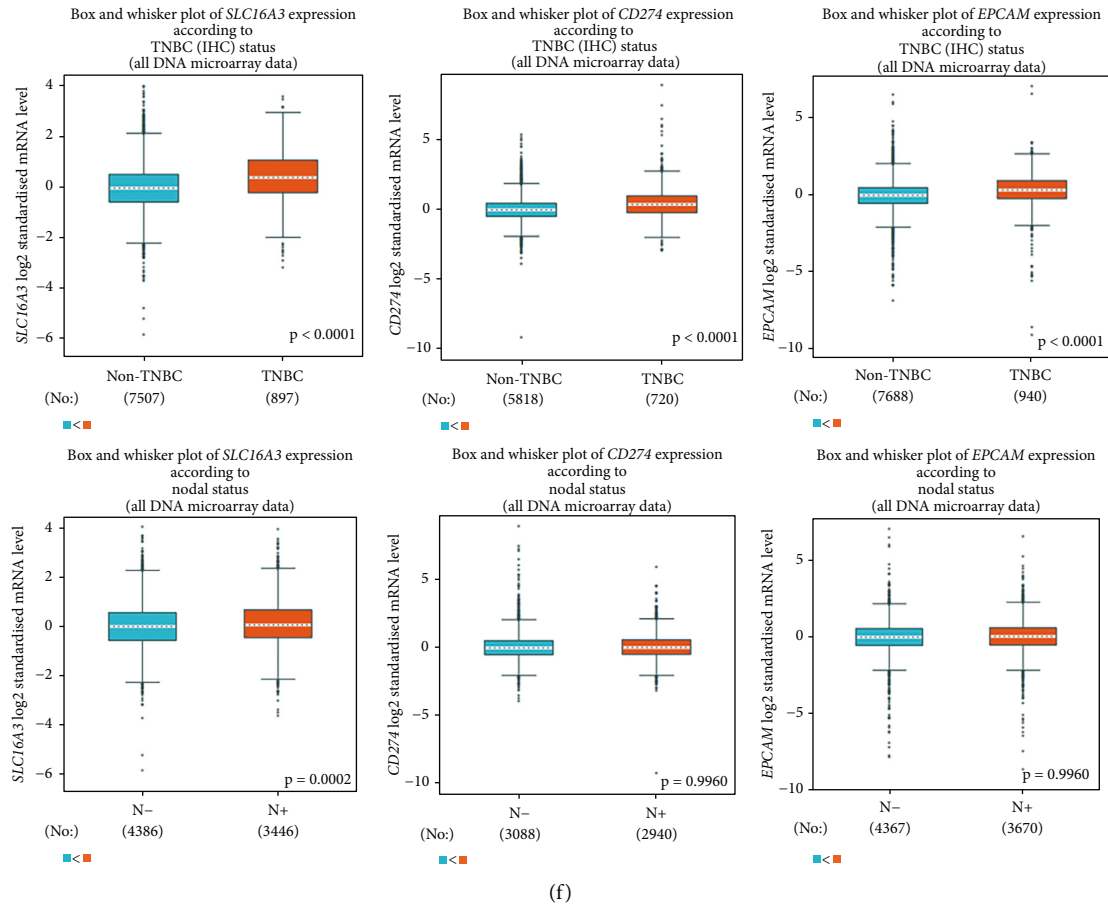 Box and whisker plot of SLC16A3 expression
according to
TNBC (IHC) status
(all DNA microarray data)
SLC16A3 log2 standardised mRNA level
4
2
0
−2
−4
−6
p < 0.0001
Non-TNBC
TNBC
(No:)
(7507)
(897)
<
Box and whisker plot of CD274 expression
according to
TNBC (IHC) status
(all DNA microarray data)
CD274 log2 standardised mRNA level
5
0
−5
−10
p < 0.0001
Non-TNBC
TNBC
(No:)
(5818)
(720)
<
Box and whisker plot of EPCAM expression
according to
TNBC (IHC) status
(all DNA microarray data)
EPCAM log2 standardised mRNA level
5
0
−5
−10
p < 0.0001
Non-TNBC
TNBC
(No:)
(7688)
(940)
<
Box and whisker plot of SLC16A3 expression
according to
nodal status
(all DNA microarray data)
SLC16A3 log2 standardised mRNA level
4
2
0
−2
−4
−6
p = 0.0002
N−
N+
(No:)
(4386)
(3446)
<
Box and whisker plot of CD274 expression
according to
nodal status
(all DNA microarray data)
CD274 log2 standardised mRNA level
5
0
−5
−10
p = 0.9960
N−
N+
(No:)
(3088)
(2940)
<
Box and whisker plot of EPCAM expression
according to
nodal status
(all DNA microarray data)
EPCAM log2 standardised mRNA level
5
0
−5
−10
p = 0.9960
N−
N+
(No:)
(4367)
(3670)
<
(f)